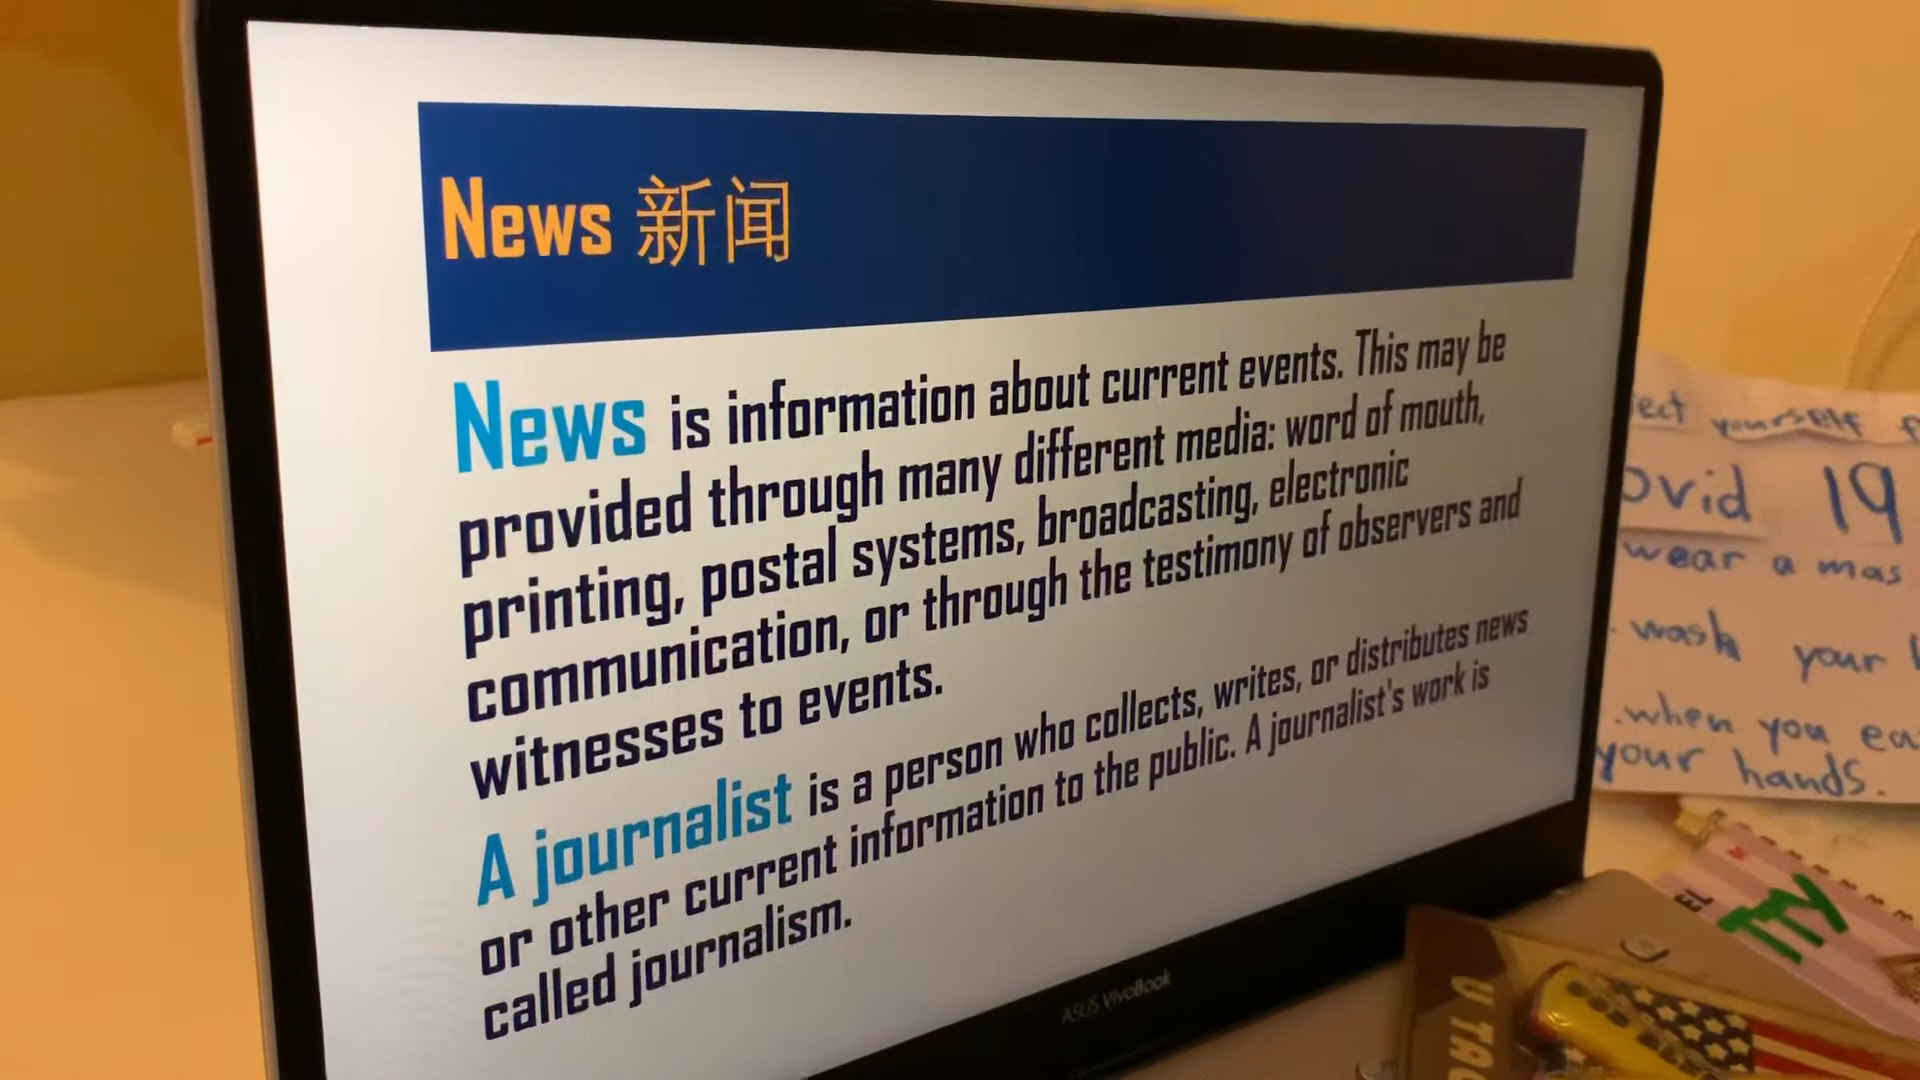 News 新闻
News is information about current events. This may be
provided through many different media: word of mouth,
printing, postal systems, broadcasting, electronic
communication, or through the testimony of observers and
witnesses to events.
A journalist is a person who collects, writes, or distributes news
or other current information to the public. A journalist's work is
called journalism.
ASUS VivoBook
yourself
19
wear a mas
wash your
when you
your hands.
Try